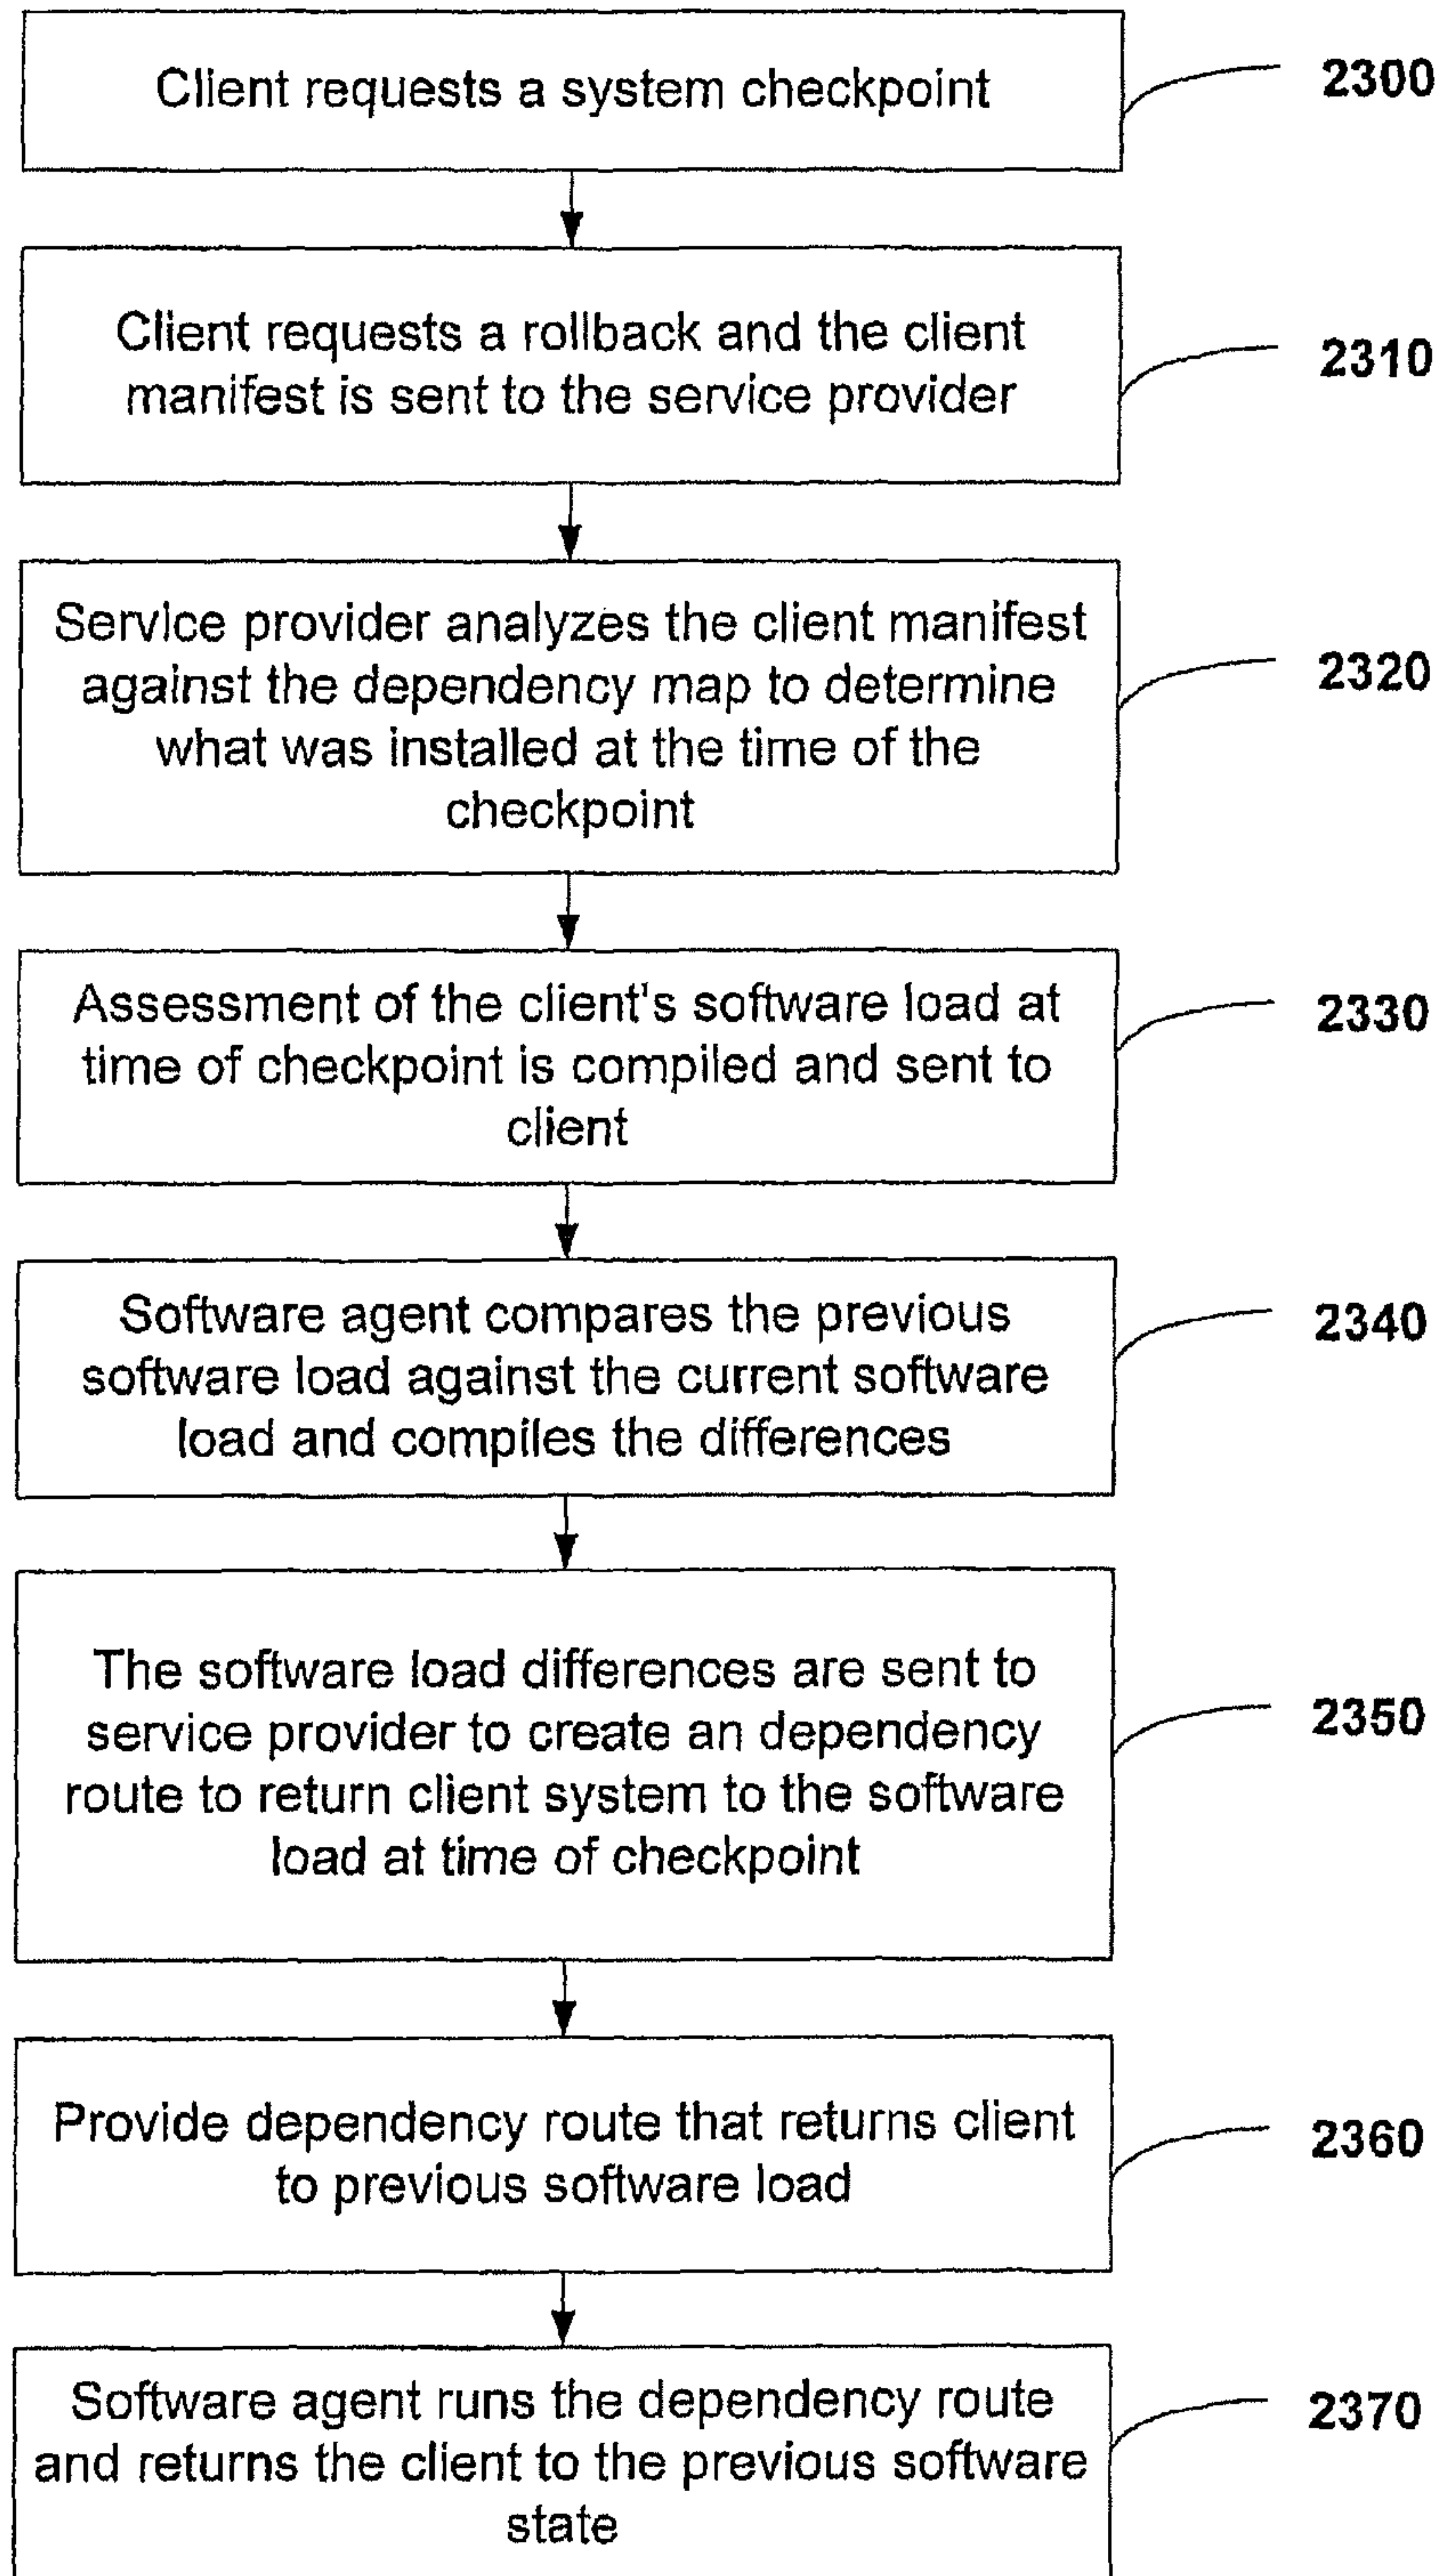 Client requests a system checkpoint
2300
Client requests a rollback and the client
manifest is sent to the service provider
2310
Service provider analyzes the client manifest
against the dependency map to determine
what was installed at the time of the
checkpoint
2320
Assessment of the client's software load at
time of checkpoint is compiled and sent to
client
2330
Software agent compares the previous
software load against the current software
load and compiles the differences
2340
The software load differences are sent to
service provider to create an dependency
route to return client system to the software
load at time of checkpoint
2350
Provide dependency route that returns client
to previous software load
2360
Software agent runs the dependency route
and returns the client to the previous software
state
2370